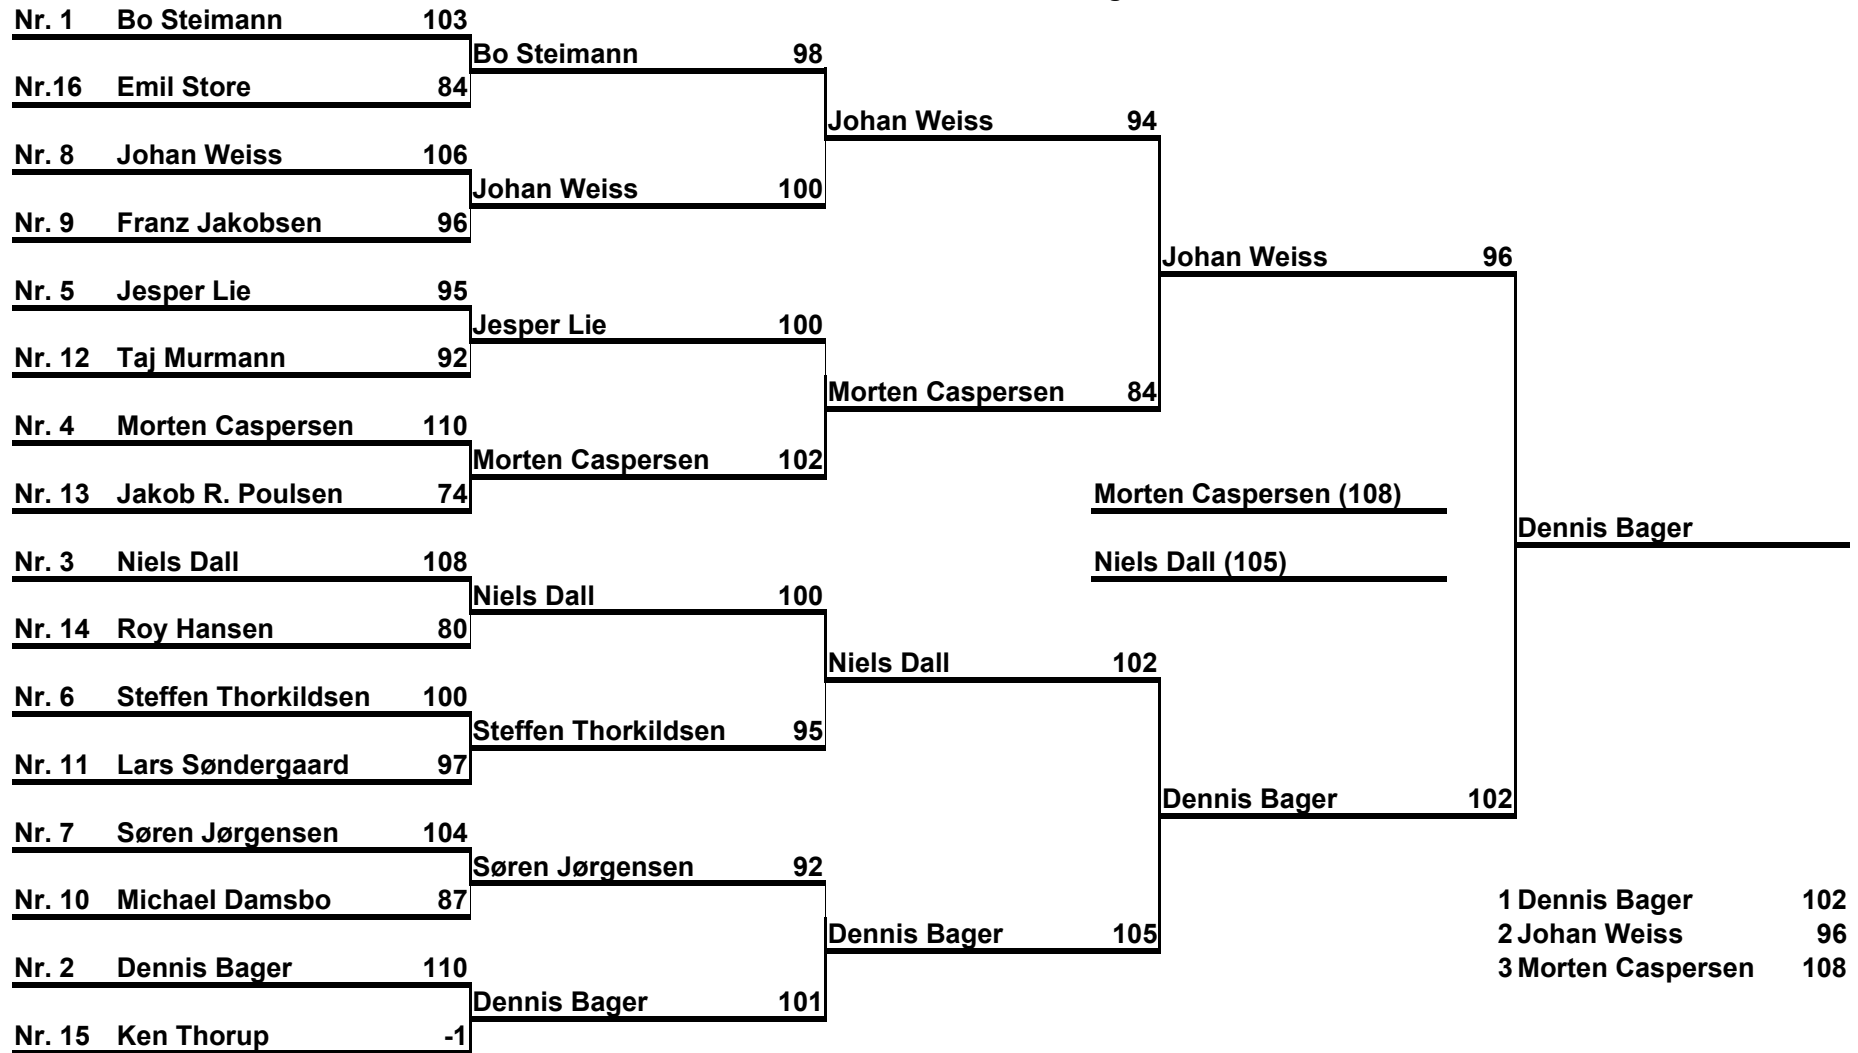 Nr. 1 Bo Steimann 103
Bo Steimann 98
Nr.16 Emil Store 84
Johan Weiss 94
Nr. 8 Johan Weiss 106
Johan Weiss 100
Nr. 9 Franz Jakobsen 96
Johan Weiss 96
Nr. 5 Jesper Lie 95
Jesper Lie 100
Nr. 12 Taj Murmann 92
Morten Caspersen 84
Nr. 4 Morten Caspersen 110
Morten Caspersen 102
Nr. 13 Jakob R. Poulsen 74
Morten Caspersen (108)
Dennis Bager
Nr. 3 Niels Dall 108
Niels Dall (105)
Niels Dall 100
Nr. 14 Roy Hansen 80
Niels Dall 102
Nr. 6 Steffen Thorkildsen 100
Steffen Thorkildsen 95
Nr. 11 Lars Søndergaard 97
Dennis Bager 102
Nr. 7 Søren Jørgensen 104
Søren Jørgensen 92
Nr. 10 Michael Damsbo 87
1 Dennis Bager 102
Dennis Bager 105
2 Johan Weiss 96
Nr. 2 Dennis Bager 110
3 Morten Caspersen 108
Dennis Bager 101
Nr. 15 Ken Thorup -1